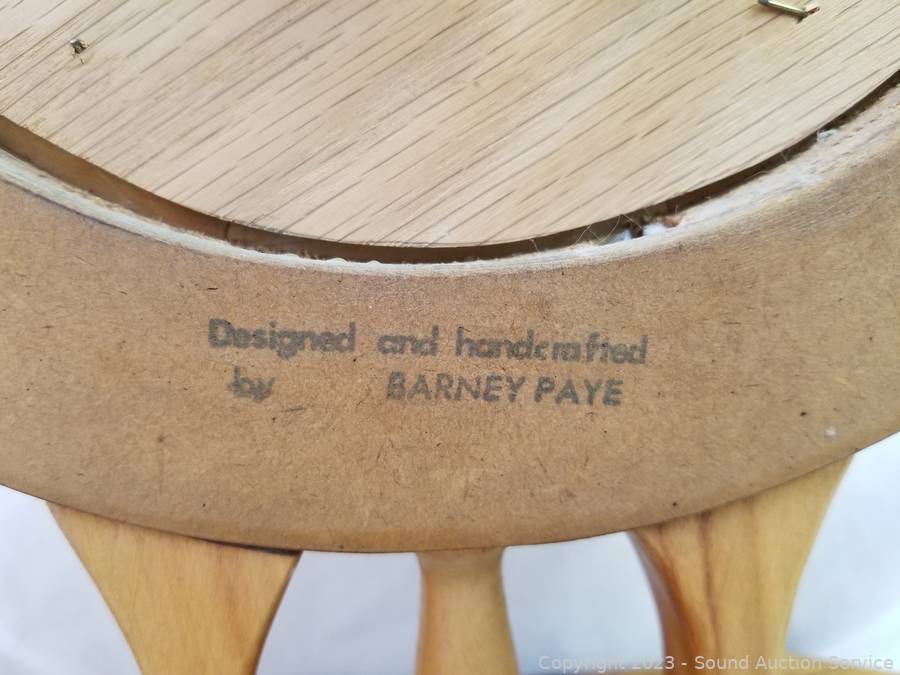 Designed and handcrafted
by BARNEY PAYE
Copyright 2023 - Sound Auction Service